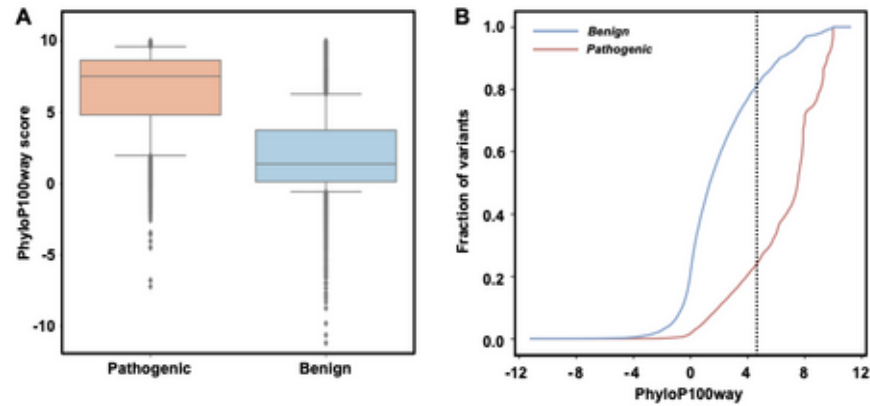 A
PhyloP100way score
10
5
0
-5
-10
Pathogenic Benign
B
Benign
Pathogenic
Fraction of variants
1.0
0.8
0.6
0.4
0.2
0.0
-12 -8 -4 0 4 8 12
PhyloP100way